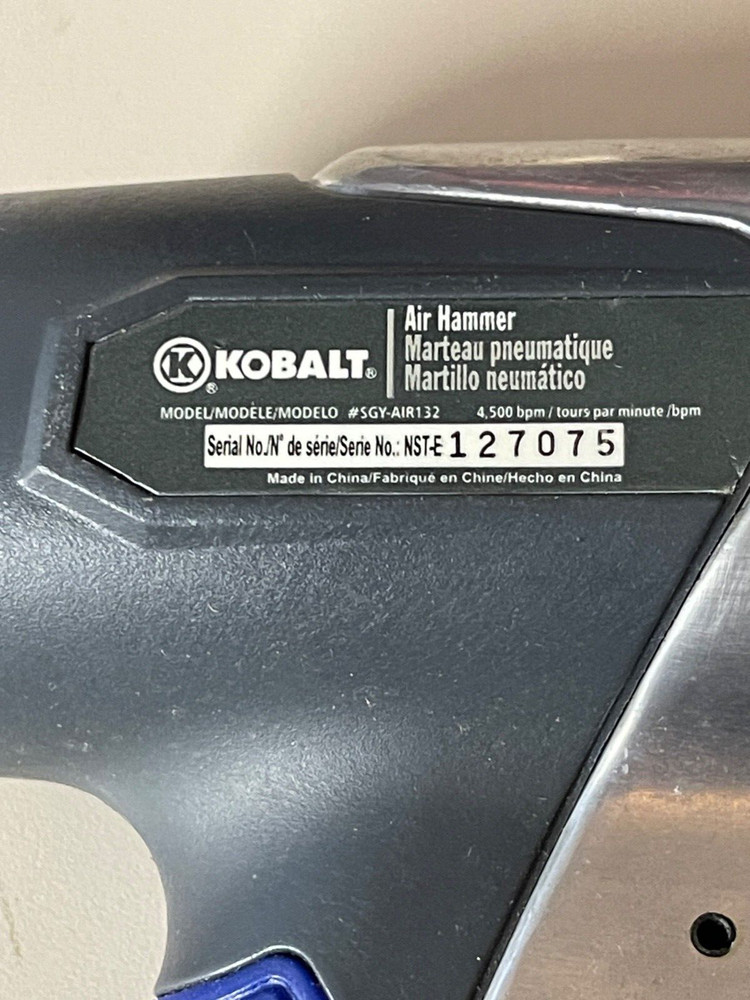 K® KOBALT®
Air Hammer
Marteau pneumatique
Martillo neumático
MODEL/MODÈLE/MODELO #SGY-AIR132 4,500 bpm / tours par minute /bpm
Serial No./N° de série/Serie No.: NST-E 127075
Made in China/Fabriqué en Chine/Hecho en China